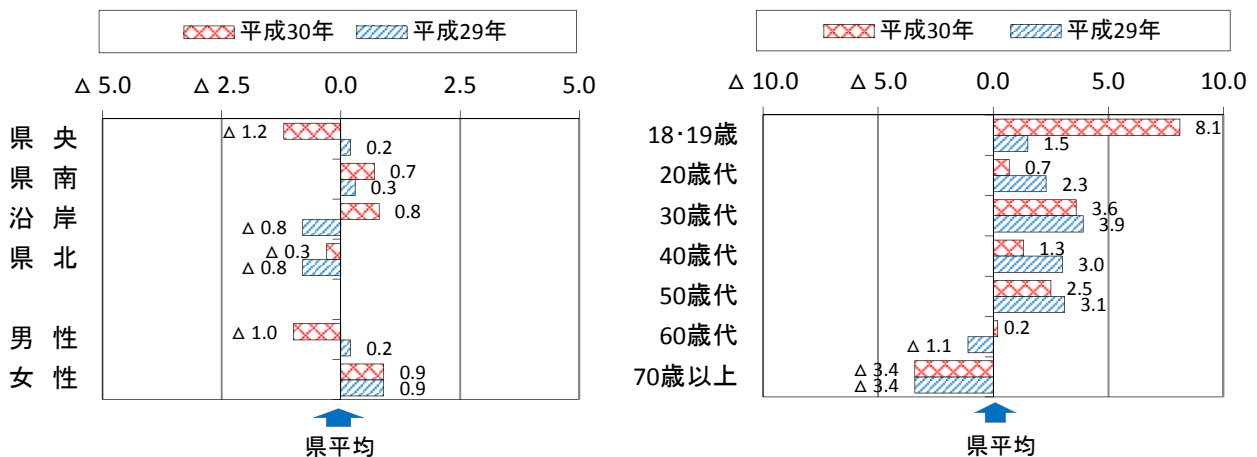 平成30年 平成29年
△ 5.0 △ 2.5 0.0 2.5 5.0
県 央 △ 1.2
0.2
県 南 0.7
0.3
沿 岸 0.8
△ 0.8
県 北 △ 0.3
△ 0.8
男 性 △ 1.0
0.2
女 性 0.9
0.9
県平均
平成30年 平成29年
△ 10.0 △ 5.0 0.0 5.0 10.0
18・19歳 8.1
1.5
20歳代 0.7
2.3
30歳代 3.6
3.9
40歳代 1.3
3.0
50歳代 2.5
3.1
60歳代 0.2
△ 1.1
70歳以上 △ 3.4
△ 3.4
県平均